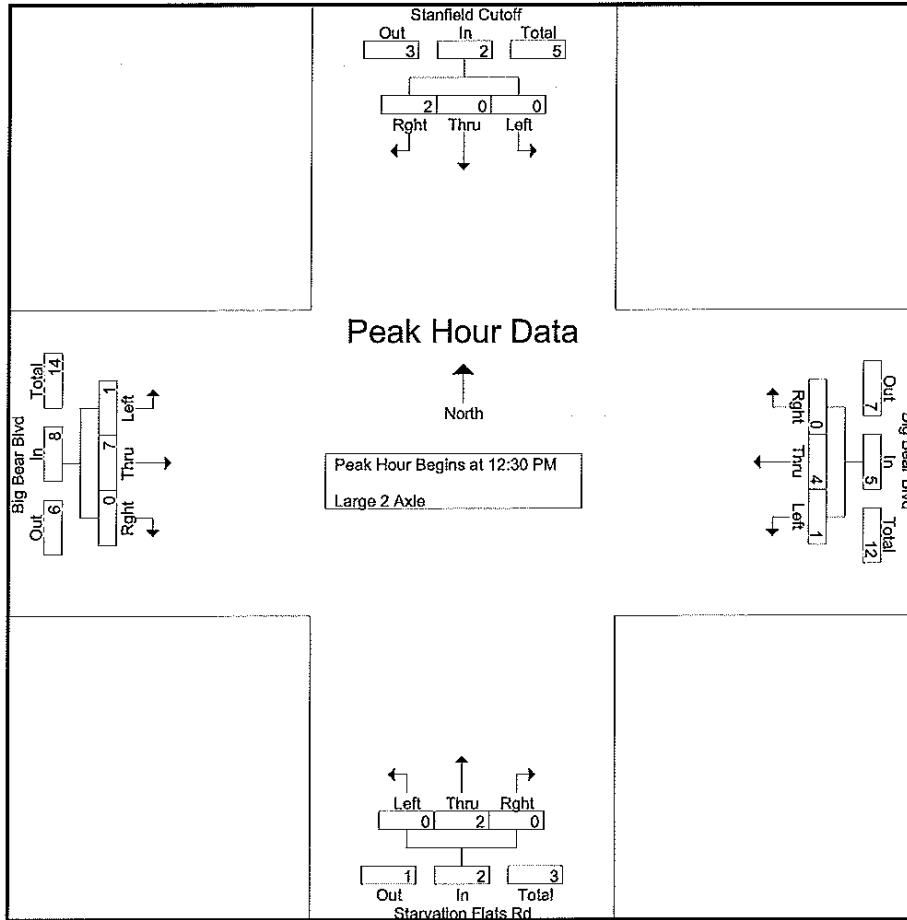 Stanfield Cutoff
Out In Total
3 2 5
2 0 0
Rght Thru Left
Peak Hour Data
North
Peak Hour Begins at 12:30 PM
Large 2 Axle
Big Bear Blvd
Out In Total
6 8 14
Rght Thru Left
0 7 1
Big Bear Blvd
Out In Total
7 5 12
Rght Thru Left
0 4 1
Left Thru Rght
0 2 0
1 2 3
Out In Total
Starvation Flats Rd